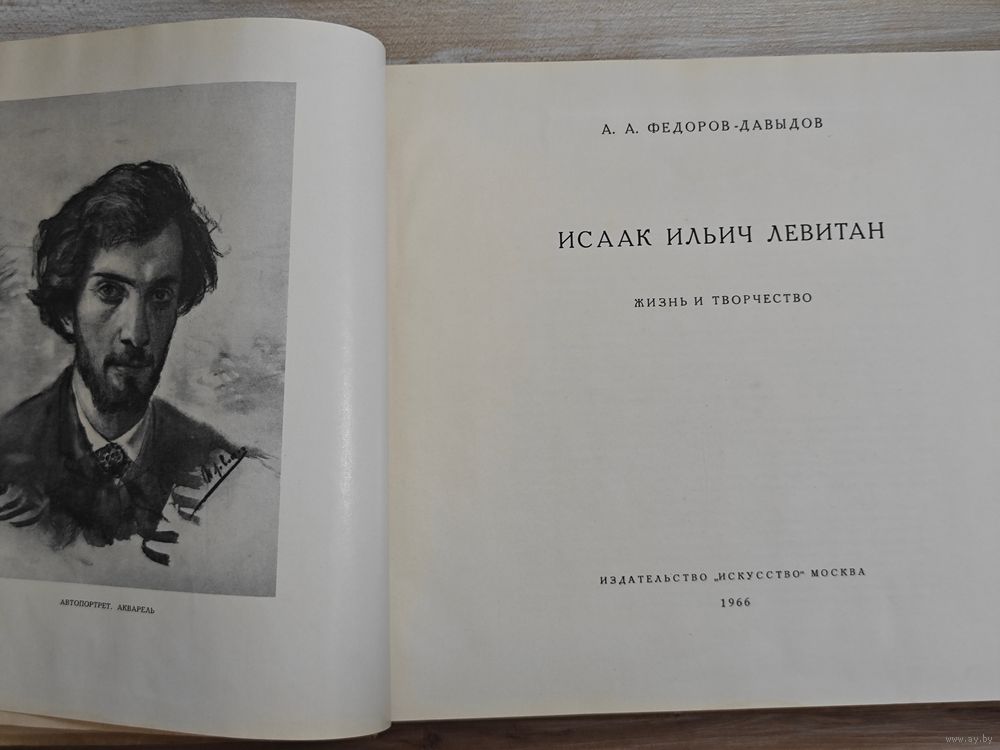 АВТОПОРТРЕТ. АКВАРЕЛЬ
А. А. ФЕДОРОВ-ДАВЫДОВ
ИСААК ИЛЬИЧ ЛЕВИТАН
ЖИЗНЬ И ТВОРЧЕСТВО
ИЗДАТЕЛЬСТВО „ИСКУССТВО“ МОСКВА
1966
www.ay.by